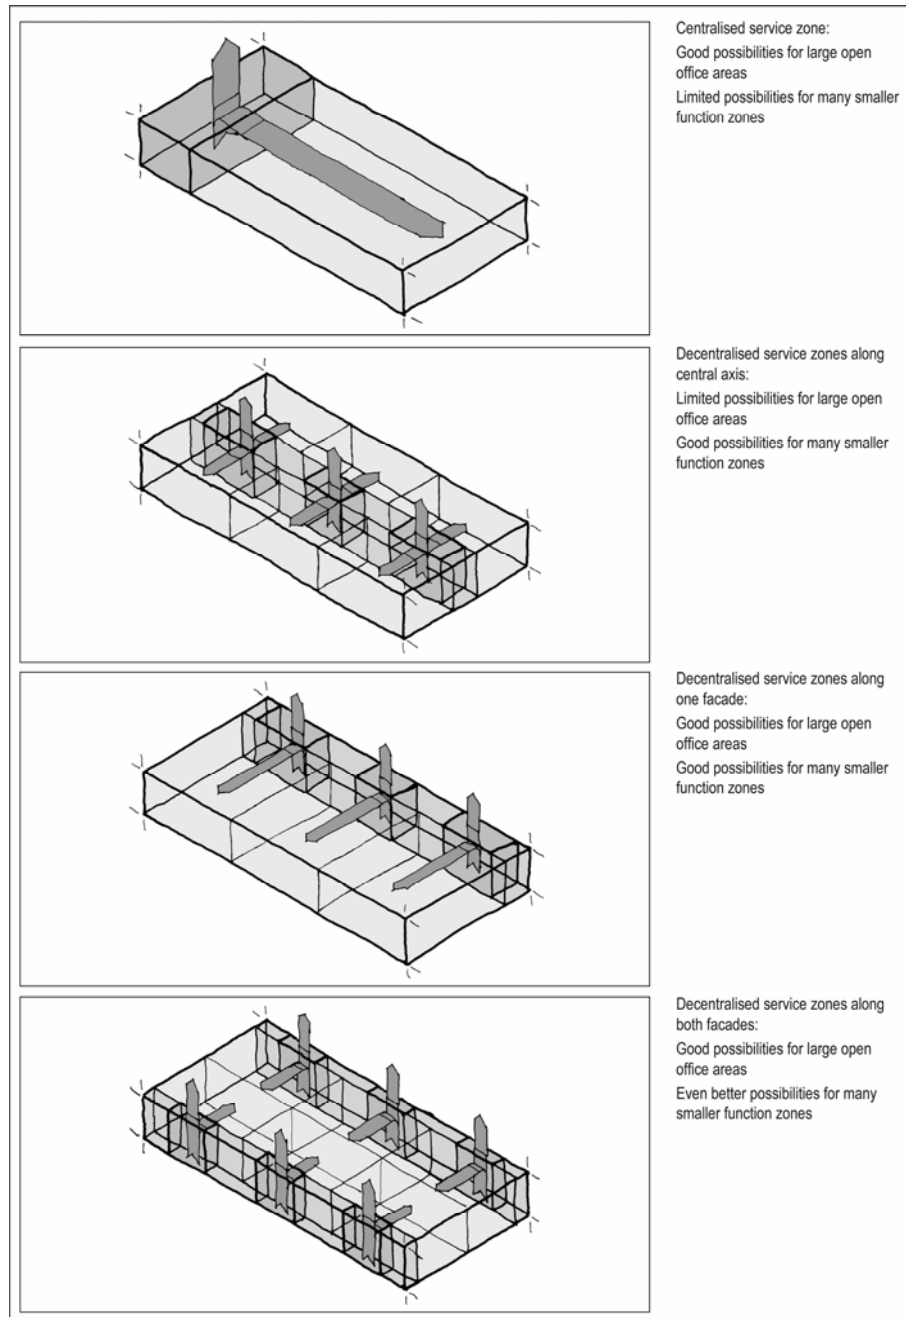 Centralised service zone:
Good possibilities for large open
office areas
Limited possibilities for many smaller
function zones
Decentralised service zones along
central axis:
Limited possibilities for large open
office areas
Good possibilities for many smaller
function zones
Decentralised service zones along
one facade:
Good possibilities for large open
office areas
Good possibilities for many smaller
function zones
Decentralised service zones along
both facades:
Good possibilities for large open
office areas
Even better possibilities for many
smaller function zones